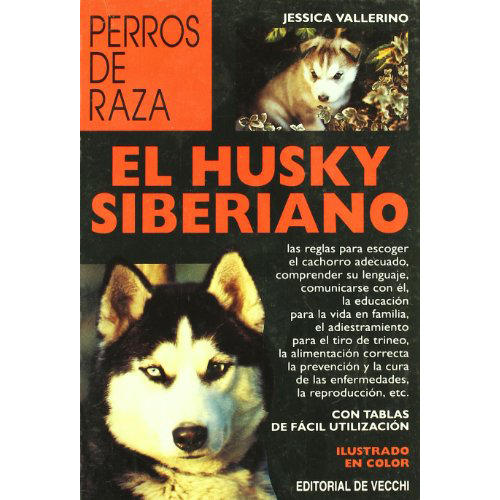 PERROS
DE
RAZA
JESSICA VALLERINO
EL HUSKY
SIBERIANO
las reglas para escoger
el cachorro adecuado,
comprender su lenguaje,
comunicarse con él,
la educación
para la vida en familia,
el adiestramiento
para el tiro de trineo,
la alimentación correcta
la prevención y la cura
de las enfermedades,
la reproducción, etc.
CON TABLAS
DE FÁCIL UTILIZACIÓN
ILUSTRADO
EN COLOR
EDITORIAL DE VECCHI